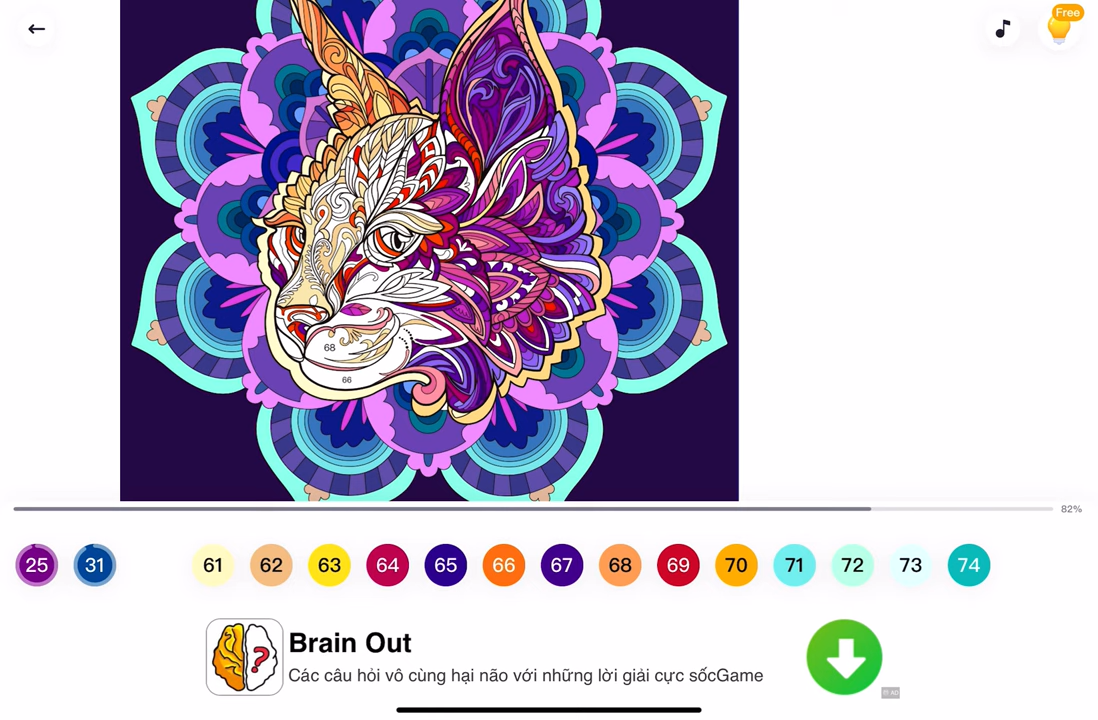 Free
68
66
82%
25 31 61 62 63 64 65 66 67 68 69 70 71 72 73 74
Brain Out
Các câu hỏi vô cùng hại não với những lời giải cực sốcGame
AD